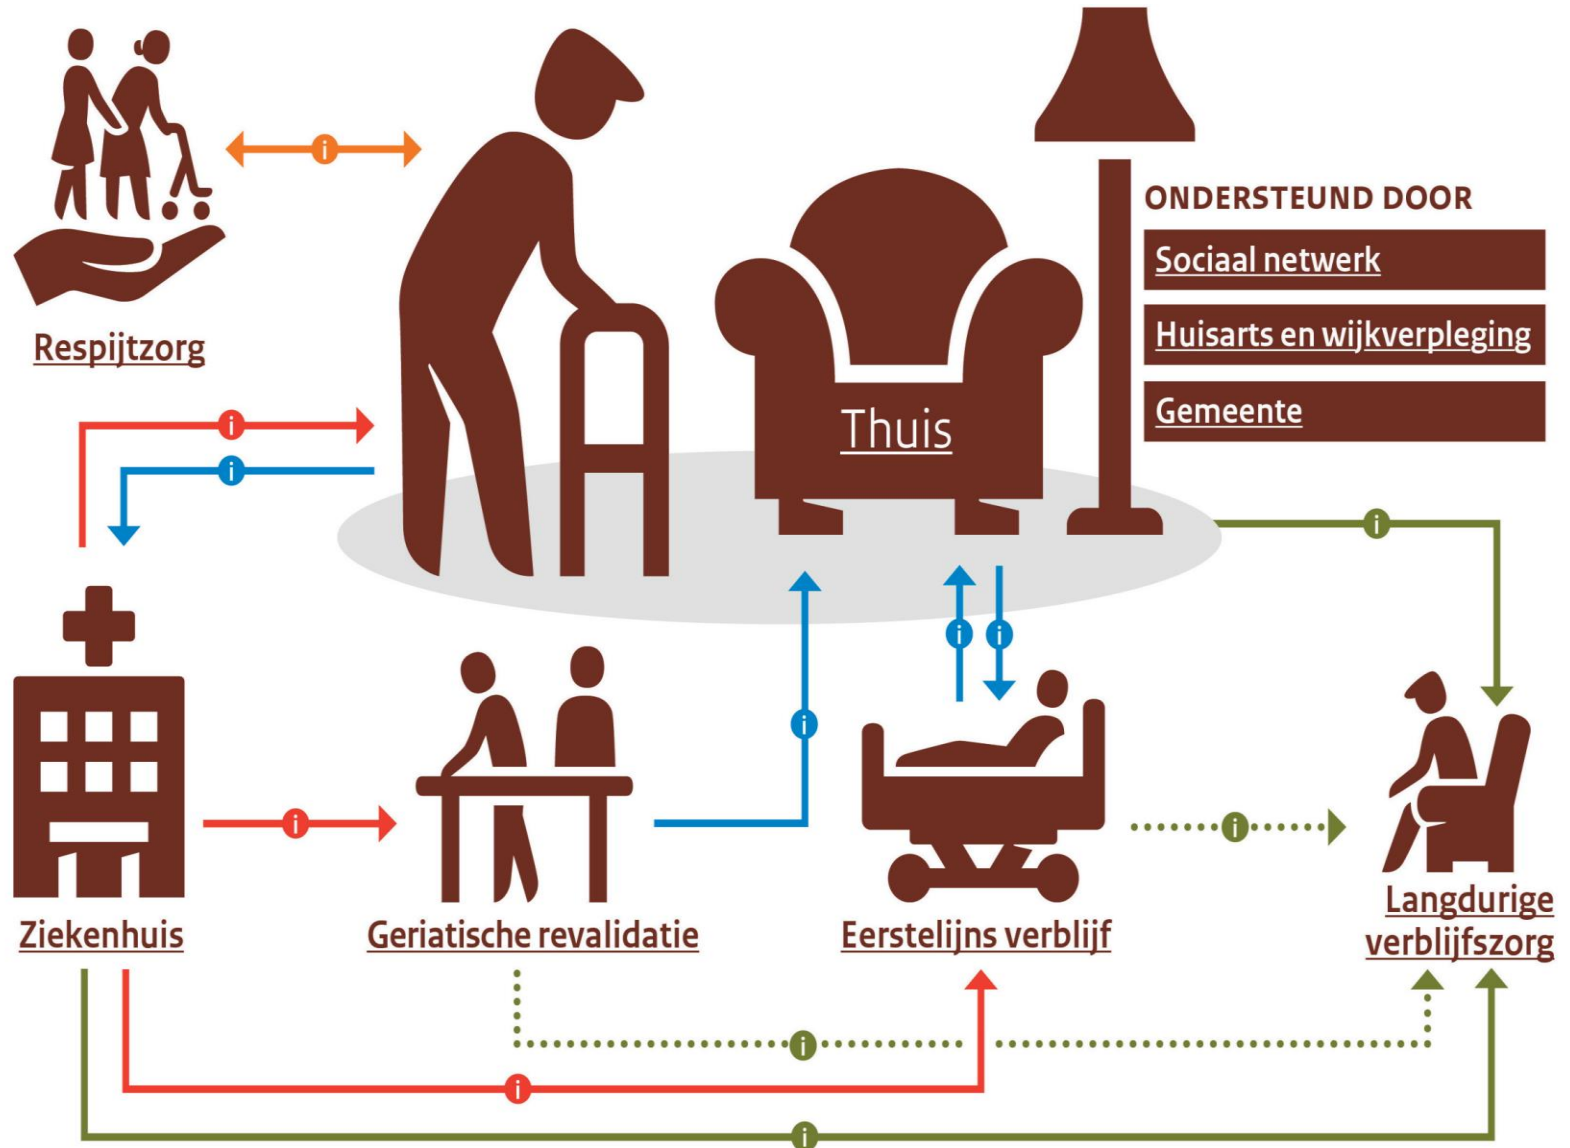 ONDERSTEUND DOOR
Sociaal netwerk
Huisarts en wijkverpleging
Gemeente
Respijtzorg
i
i
i
Thuis
i
i
i
i
i
i
Ziekenhuis
Geriatische revalidatie
Eerstelijns verblijf
Langdurige
verblijfszorg
i
i
i